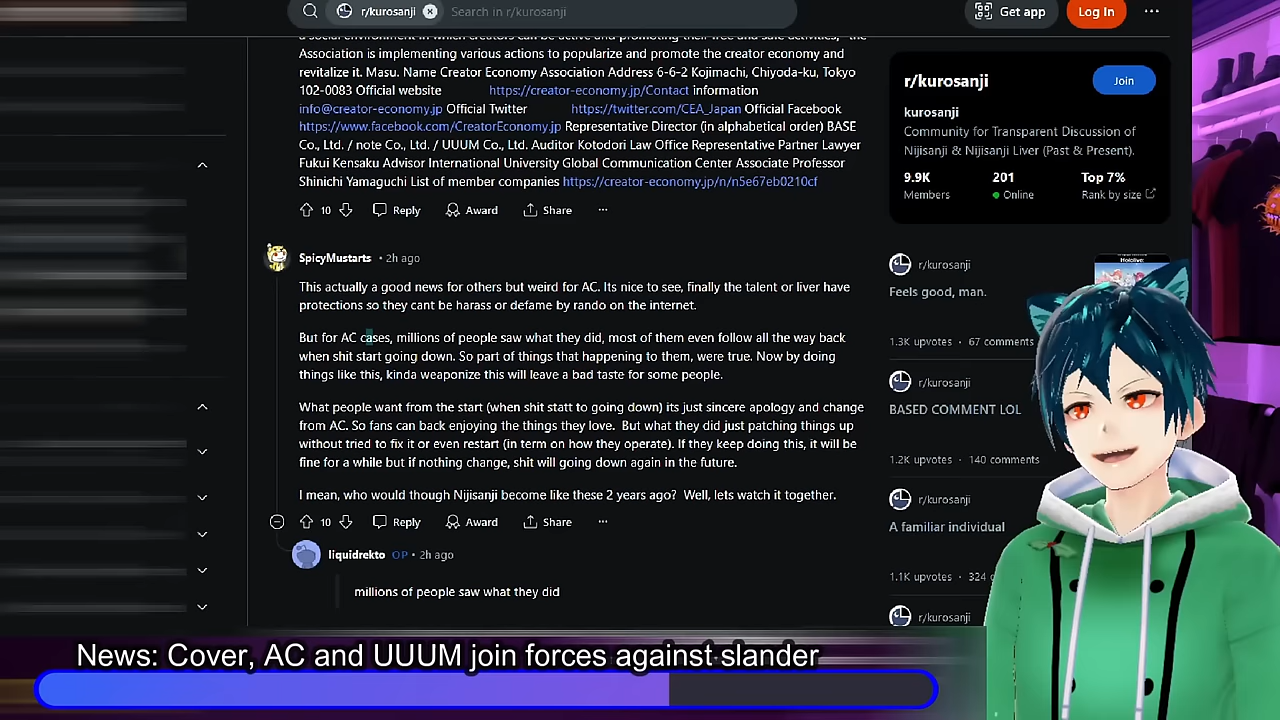 r/kurosanji
Search in r/kurosanji
Get app
Log In
a social environment in which creators can be active and promoting their free and safe activities, the
Association is implementing various actions to popularize and promote the creator economy and
revitalize it. Masu. Name Creator Economy Association Address 6-6-2 Kojimachi, Chiyoda-ku, Tokyo
102-0083 Official website https://creator-economy.jp/Contact information
info@creator-economy.jp Official Twitter https://twitter.com/CEA_Japan Official Facebook
https://www.facebook.com/CreatorEconomy.jp Representative Director (in alphabetical order) BASE
Co., Ltd. / note Co., Ltd. / UUUM Co., Ltd. Auditor Kotodori Law Office Representative Partner Lawyer
Fukui Kensaku Advisor International University Global Communication Center Associate Professor
Shinichi Yamaguchi List of member companies https://creator-economy.jp/n/n5e67eb0210cf
10 Reply Award Share
SpicyMustarts • 2h ago
This actually a good news for others but weird for AC. Its nice to see, finally the talent or liver have
protections so they cant be harass or defame by rando on the internet.
But for AC cases, millions of people saw what they did, most of them even follow all the way back
when shit start going down. So part of things that happening to them, were true. Now by doing
things like this, kinda weaponize this will leave a bad taste for some people.
What people want from the start (when shit statt to going down) its just sincere apology and change
from AC. So fans can back enjoying the things they love. But what they did just patching things up
without tried to fix it or even restart (in term on how they operate). If they keep doing this, it will be
fine for a while but if nothing change, shit will going down again in the future.
I mean, who would though Nijisanji become like these 2 years ago? Well, lets watch it together.
10 Reply Award Share
liquidrekto OP • 2h ago
millions of people saw what they did
r/kurosanji
Join
kurosanji
Community for Transparent Discussion of
Nijisanji & Nijisanji Liver (Past & Present).
9.9K 201 Top 7%
Members Online Rank by size
r/kurosanji
Hololive:
Feels good, man.
1.3K upvotes • 67 comments
r/kurosanji
BASED COMMENT LOL
1.2K upvotes • 140 comments
r/kurosanji
A familiar individual
1.1K upvotes • 324
r/kurosanji
News: Cover, AC and UUUM join forces against slander